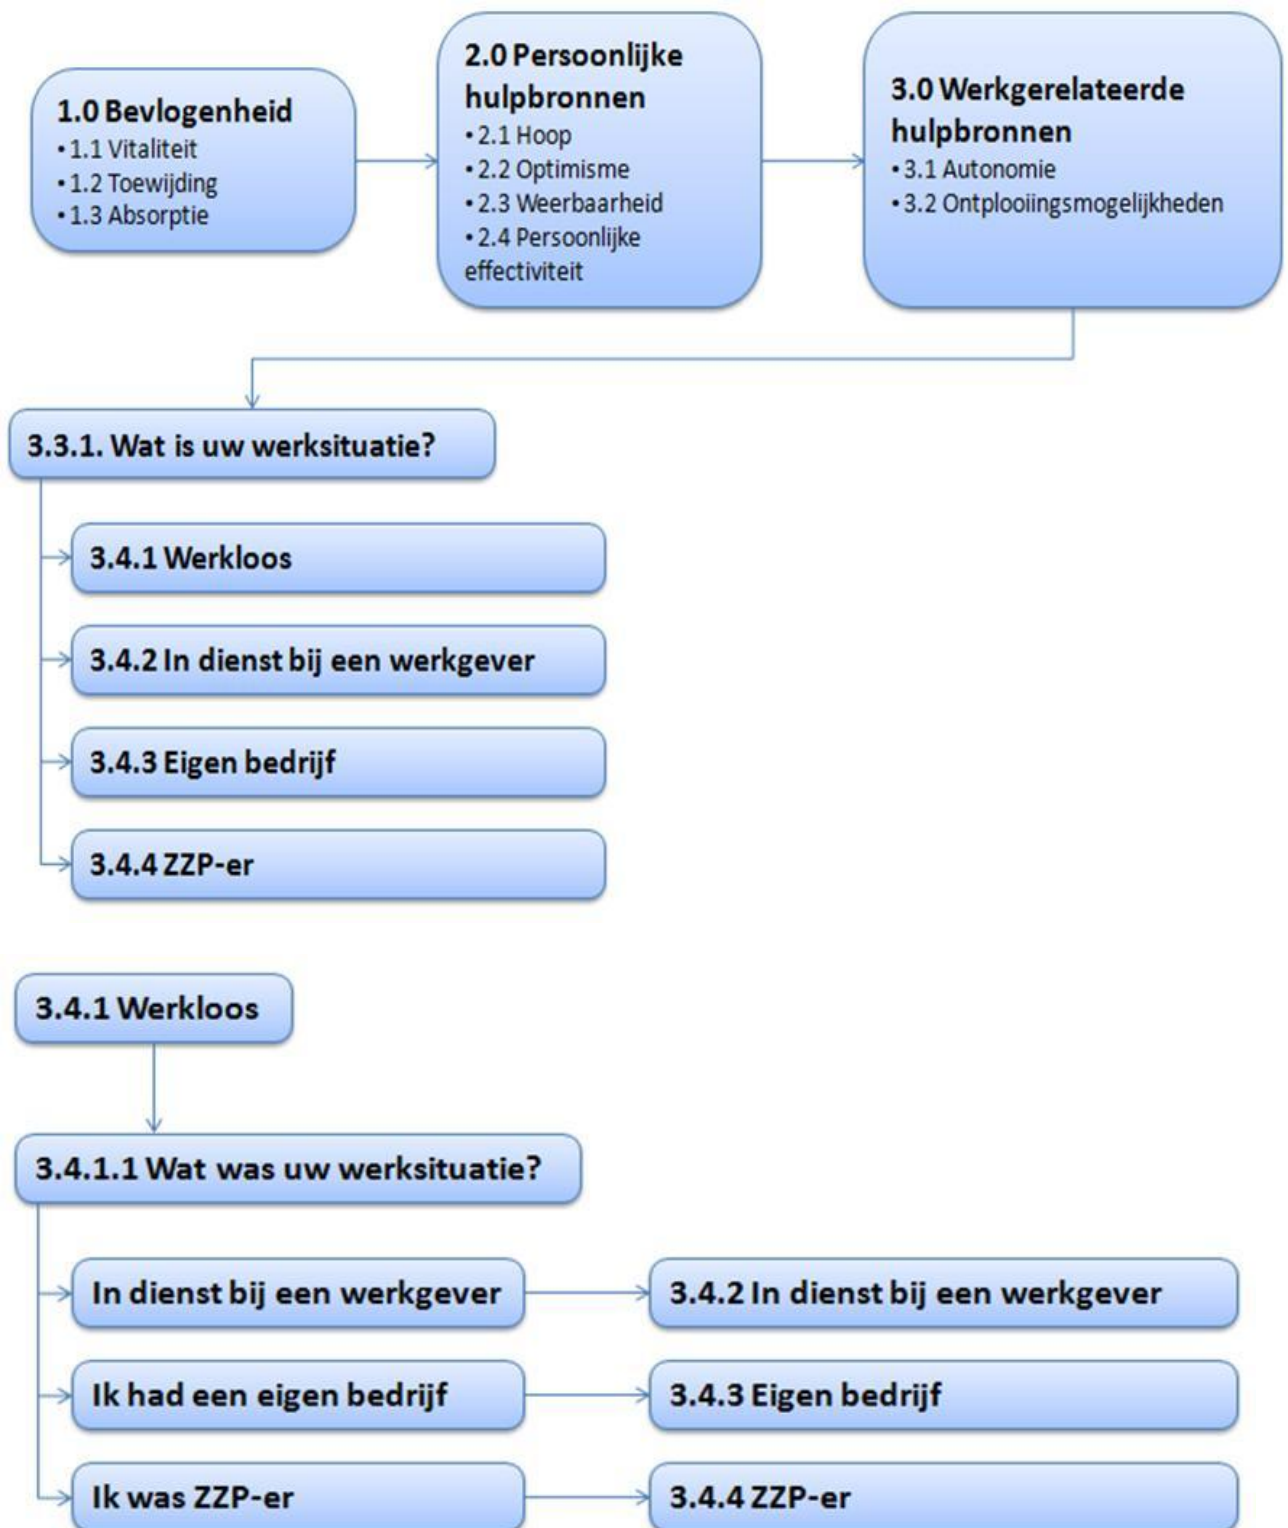 1.0 Bevlogenheid
• 1.1 Vitaliteit
• 1.2 Toewijding
• 1.3 Absorptie
2.0 Persoonlijke
hulpbronnen
• 2.1 Hoop
• 2.2 Optimisme
• 2.3 Weerbaarheid
• 2.4 Persoonlijke
effectiviteit
3.0 Werkgerelateerde
hulpbronnen
• 3.1 Autonomie
• 3.2 Ontplooiingsmogelijkheden
3.3.1. Wat is uw werksituatie?
3.4.1 Werkloos
3.4.2 In dienst bij een werkgever
3.4.3 Eigen bedrijf
3.4.4 ZZP-er
3.4.1 Werkloos
3.4.1.1 Wat was uw werksituatie?
In dienst bij een werkgever
3.4.2 In dienst bij een werkgever
Ik had een eigen bedrijf
3.4.3 Eigen bedrijf
Ik was ZZP-er
3.4.4 ZZP-er